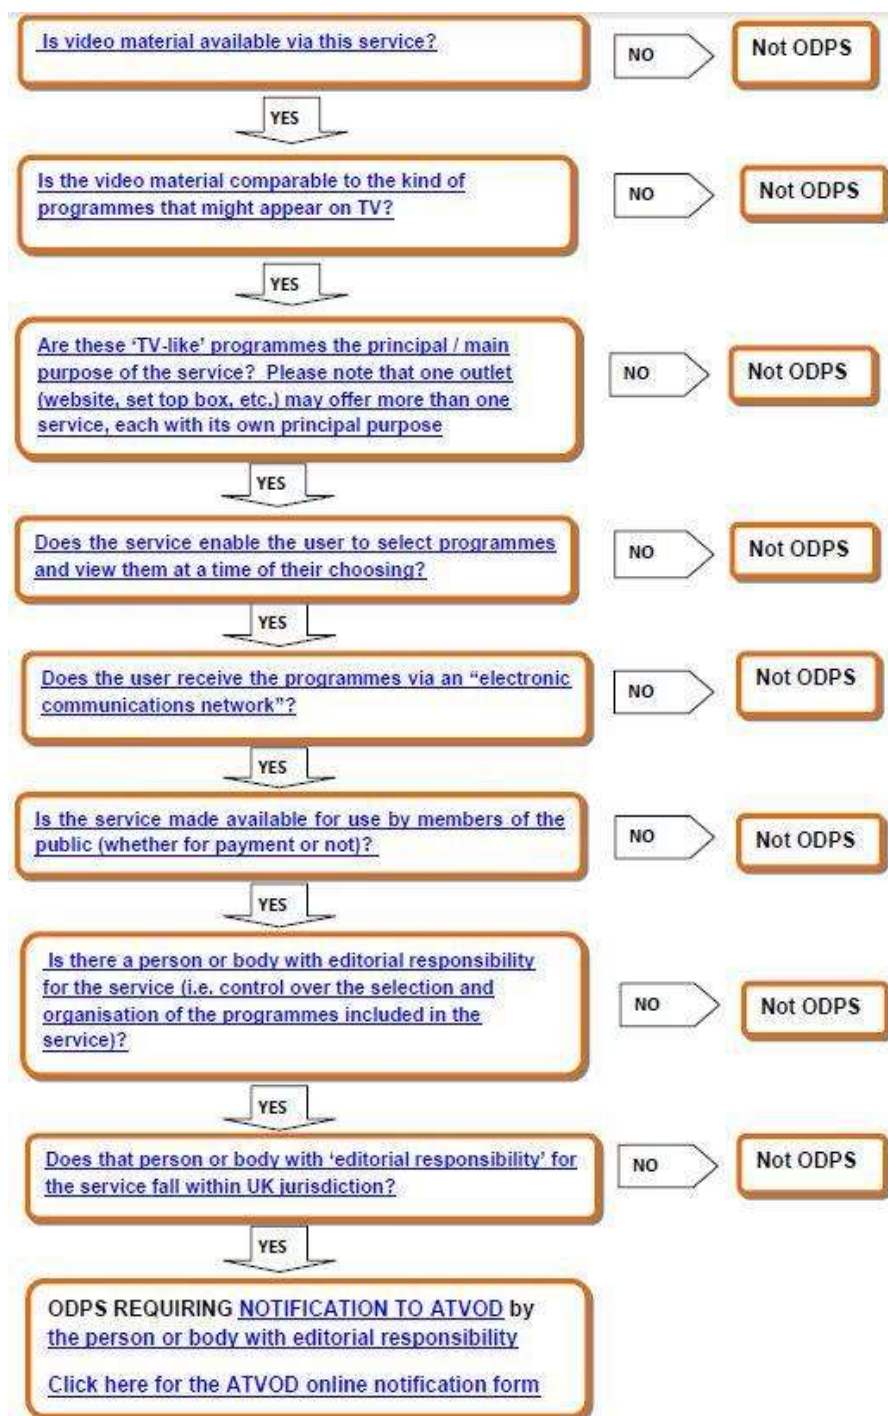 Is video material available via this service?
NO
Not ODPS
YES
Is the video material comparable to the kind of
programmes that might appear on TV?
NO
Not ODPS
YES
Are these ‘TV-like’ programmes the principal / main
purpose of the service? Please note that one outlet
(website, set top box, etc.) may offer more than one
service, each with its own principal purpose
NO
Not ODPS
YES
Does the service enable the user to select programmes
and view them at a time of their choosing?
NO
Not ODPS
YES
Does the user receive the programmes via an “electronic
communications network”?
NO
Not ODPS
YES
Is the service made available for use by members of the
public (whether for payment or not)?
NO
Not ODPS
YES
Is there a person or body with editorial responsibility
for the service (i.e. control over the selection and
organisation of the programmes included in the
service)?
NO
Not ODPS
YES
Does that person or body with ‘editorial responsibility’ for
the service fall within UK jurisdiction?
NO
Not ODPS
YES
ODPS REQUIRING NOTIFICATION TO ATVOD by
the person or body with editorial responsibility
Click here for the ATVOD online notification form